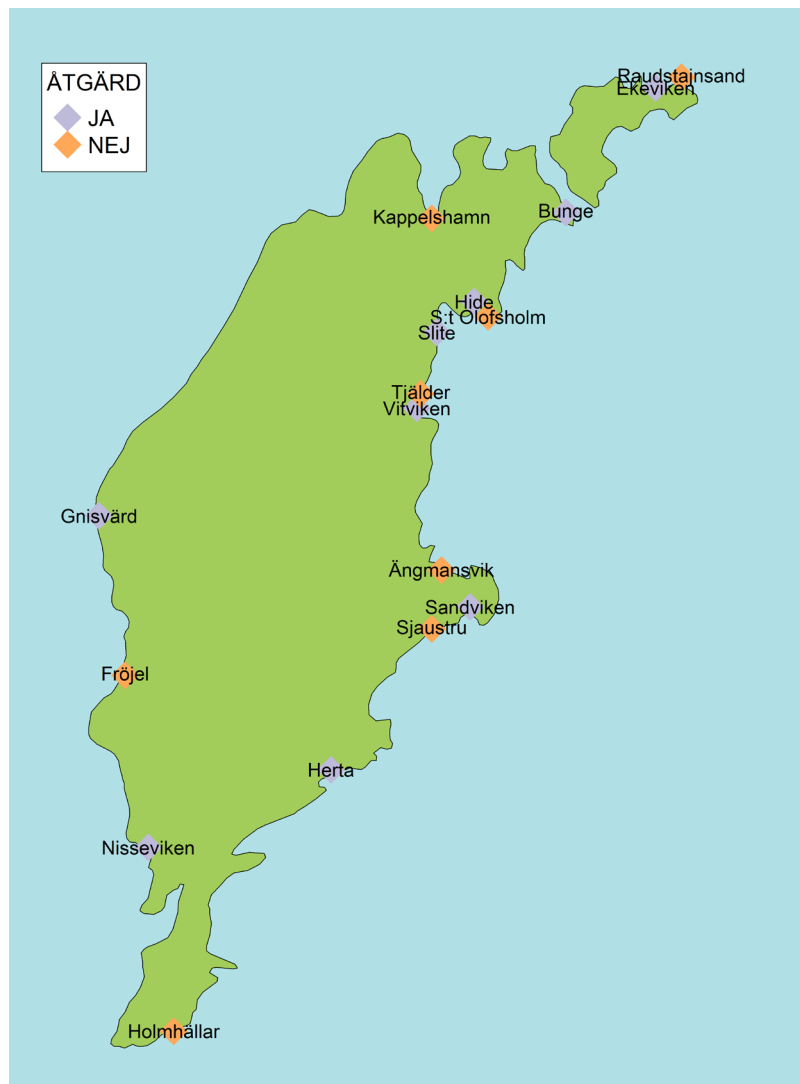 ÅTGÄRD
JA
NEJ
Raudstajnsand
Ekeviken
Bunge
Kappelshamn
Hide
S:t Olofsholm
Slite
Tjälder
Vitviken
Gnisvärd
Ängmansvik
Sandviken
Sjaustru
Fröjel
Herta
Nisseviken
Holmhällar